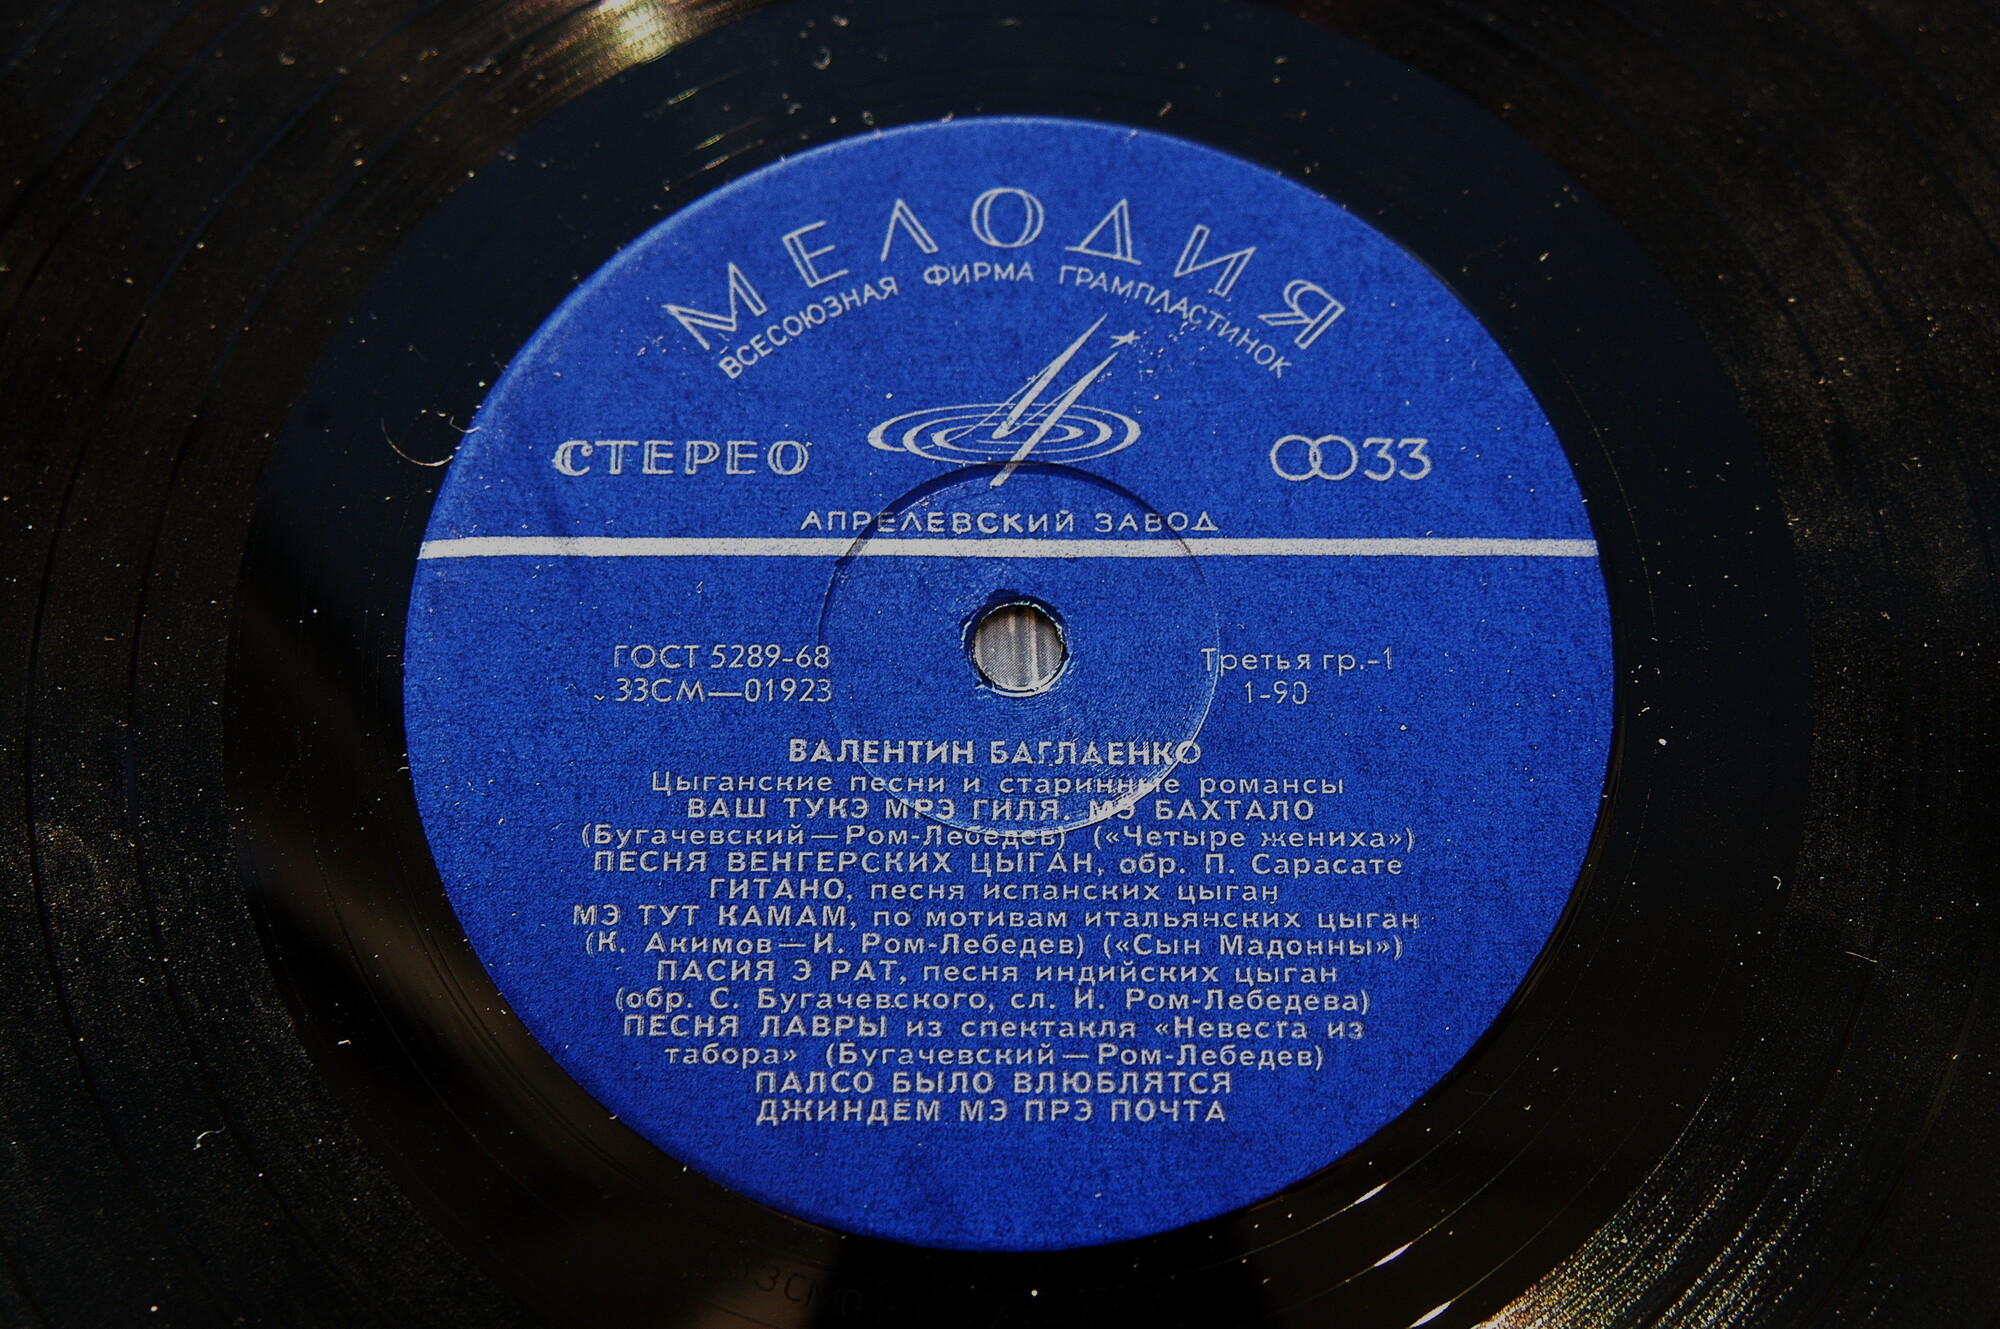 МЕЛОДИЯ
ВСЕСОЮЗНАЯ ФИРМА ГРАМПЛАСТИНОК
СТЕРЕО
33
АПРЕЛЕВСКИЙ ЗАВОД
ГОСТ 5289-68
33СМ—01923
Третья гр.-1
1-90
ВАЛЕНТИН БАГЛАЕНКО
Цыганские песни и старинные романсы
ВАШ ТУКЭ МРЭ ГИЛЯ. МЭ БАХТАЛО
(Бугачевский—Ром-Лебедев) («Четыре жениха»)
ПЕСНЯ ВЕНГЕРСКИХ ЦЫГАН, обр. П. Сарасате
ГИТАНО, песня испанских цыган
МЭ ТУТ КАМАМ, по мотивам итальянских цыган
(К. Акимов—И. Ром-Лебедев) («Сын Мадонны»)
ПАСИЯ Э РАТ, песня индийских цыган
(обр. С. Бугачевского, сл. И. Ром-Лебедева)
ПЕСНЯ ЛАВРЫ из спектакля «Невеста из
табора» (Бугачевский—Ром-Лебедев)
ПАЛСО БЫЛО ВЛЮБЛЯТСЯ
ДЖИНДЁМ МЭ ПРЭ ПОЧТА